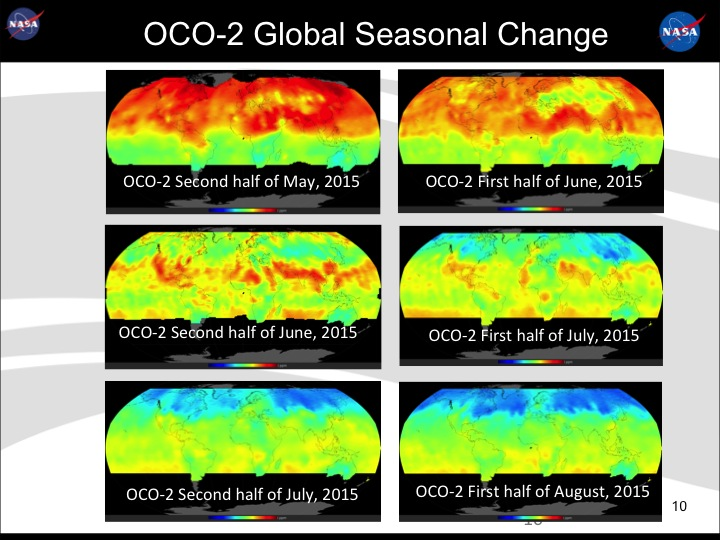 NASA
OCO-2 Global Seasonal Change
NASA
OCO-2 Second half of May, 2015
OCO-2 First half of June, 2015
OCO-2 Second half of June, 2015
OCO-2 First half of July, 2015
OCO-2 Second half of July, 2015
OCO-2 First half of August, 2015
10